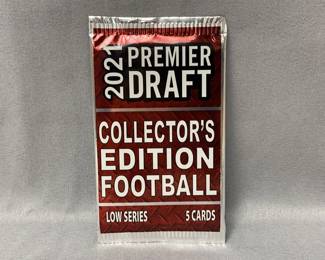 2021 PREMIER
DRAFT
COLLECTOR'S
EDITION
FOOTBALL
LOW SERIES 5 CARDS